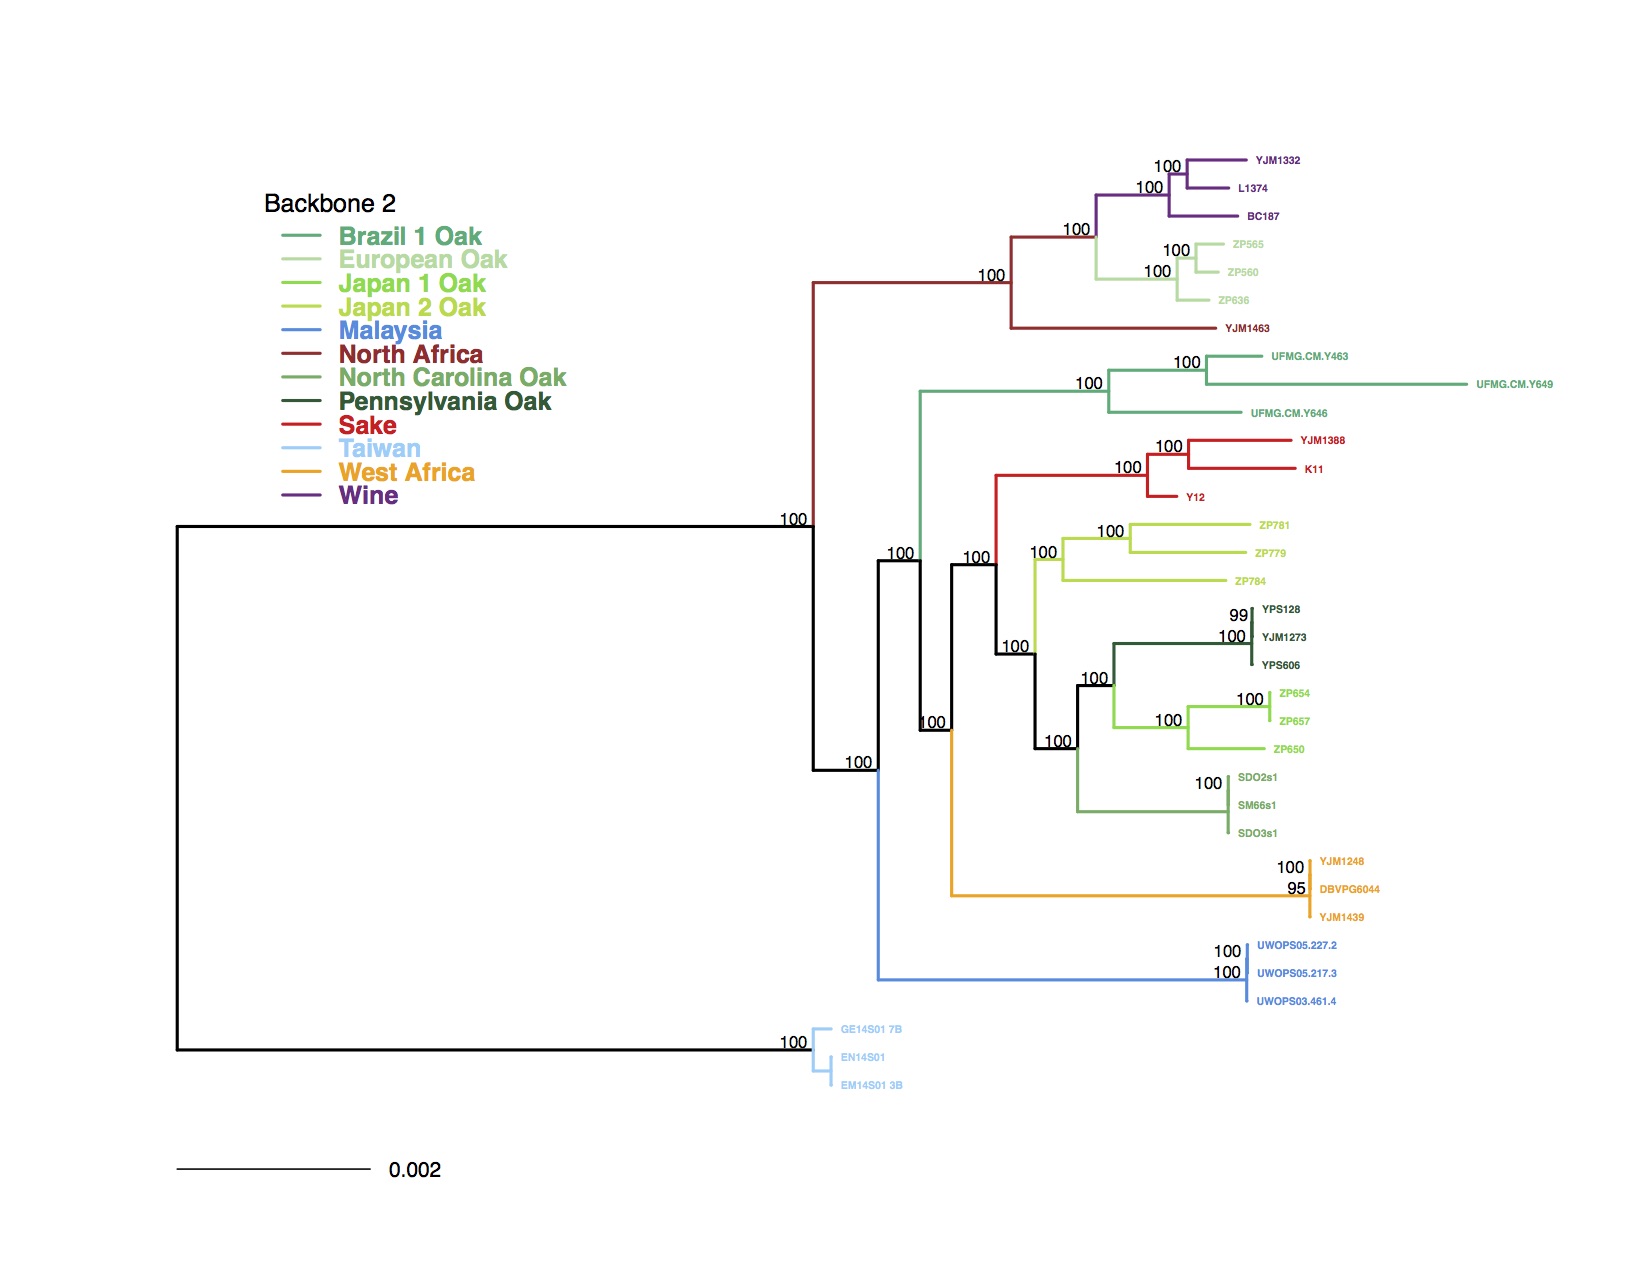 Backbone 2
Brazil 1 Oak
European Oak
Japan 1 Oak
Japan 2 Oak
Malaysia
North Africa
North Carolina Oak
Pennsylvania Oak
Sake
Taiwan
West Africa
Wine
100 YJM1332
100 L1374
BC187
100
100 ZP565
100 ZP560
ZP636
100
YJM1463
100 UFMG.CM.Y463
100 UFMG.CM.Y649
UFMG.CM.Y646
100 YJM1388
100 K11
Y12
100
100 ZP781
100 ZP779
100
100
ZP784
99 YPS128
100 YJM1273
100
YPS606
100
100 ZP654
100 ZP657
100
100
ZP650
100 SDO2s1
SM66s1
SDO3s1
100 YJM1248
95 DBVPG6044
YJM1439
100 UWOPS05.227.2
100 UWOPS05.217.3
UWOPS03.461.4
GE14S01 7B
100
EN14S01
EM14S01 3B
0.002